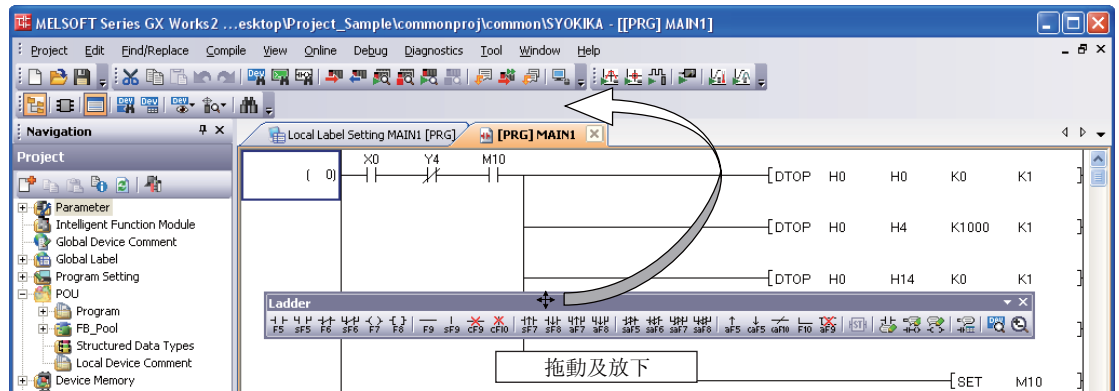 MELSOFT Series GX Works2 ...esktop\Project_Sample\commonproj\common\SYOKIKA - [[PRG] MAIN1]
Project Edit Find/Replace Compile View Online Debug Diagnostics Tool Window Help
Navigation
Local Label Setting MAIN1 [PRG] [PRG] MAIN1
Project
X0 Y4 M10
( 0)
DTOP H0 H0 K0 K1
Parameter
Intelligent Function Module
Global Device Comment
DTOP H0 H4 K1000 K1
Global Label
Program Setting
DTOP H0 H14 K0 K1
POU
Program
Ladder
FB_Pool
F5 sF5 F6 sF6 F7 F8 F9 sF9 cF9 cF10 sF7 sF8 aF7 aF8 saF5 saF6 saF7 saF8 aF5 caF5 caF10 F10 aF9
Structured Data Types
Local Device Comment
拖動及放下
Device Memory
SET M10